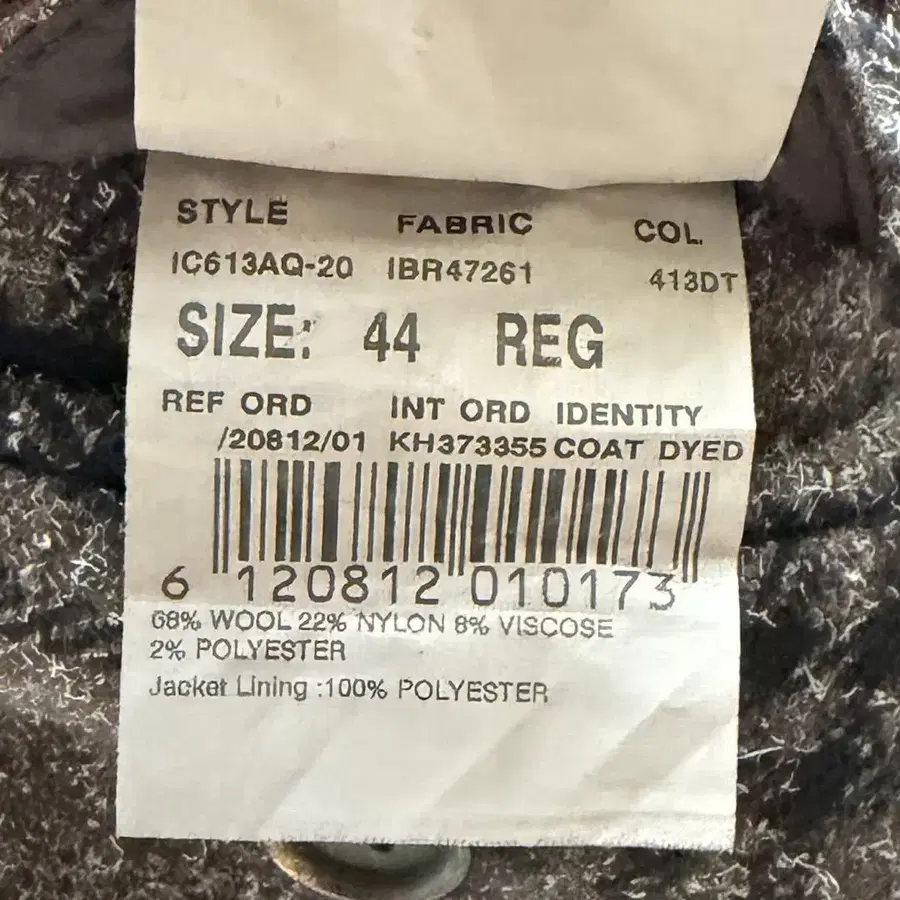 STYLE FABRIC COL.
IC613AQ-20 IBR47261 413DT
SIZE: 44 REG
REF ORD INT ORD IDENTITY
/20812/01 KH373355 COAT DYED
6 120812 010173
68% WOOL 22% NYLON 8% VISCOSE
2% POLYESTER
Jacket Lining :100% POLYESTER